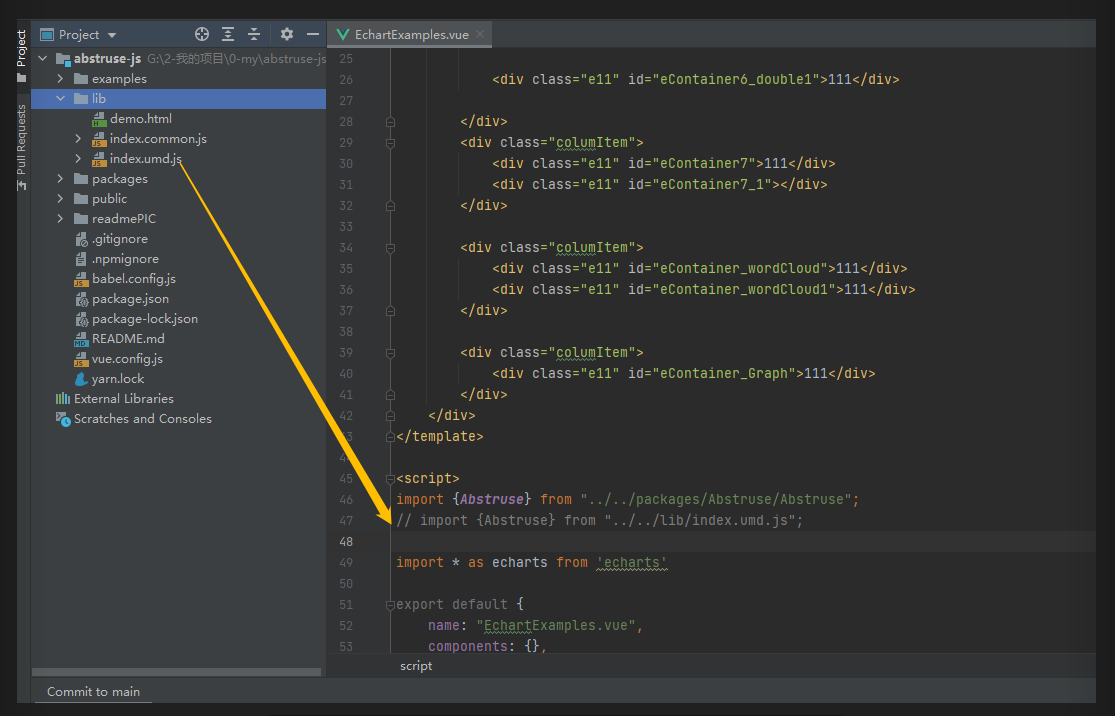 Project
Pull Requests
Project
abstruse-js G:\2-我的项目\0-my\abstruse-js
examples
lib
demo.html
index.common.js
index.umd.js
packages
public
readmePIC
.gitignore
.npmignore
babel.config.js
package.json
package-lock.json
README.md
vue.config.js
yarn.lock
External Libraries
Scratches and Consoles
EchartExamples.vue
25
26 <div class="e11" id="eContainer6_double1">111</div>
27
28 </div>
29 <div class="columItem">
30 <div class="e11" id="eContainer7">111</div>
31 <div class="e11" id="eContainer7_1"></div>
32 </div>
33
34 <div class="columItem">
35 <div class="e11" id="eContainer_wordCloud">111</div>
36 <div class="e11" id="eContainer_wordCloud1">111</div>
37 </div>
38
39 <div class="columItem">
40 <div class="e11" id="eContainer_Graph">111</div>
41 </div>
42 </div>
</template>
45 <script>
46 import {Abstruse} from "../../packages/Abstruse/Abstruse";
47 // import {Abstruse} from "../../lib/index.umd.js";
48
49 import * as echarts from 'echarts'
50
51 export default {
52 name: "EchartExamples.vue",
53 components: {},
script
Commit to main